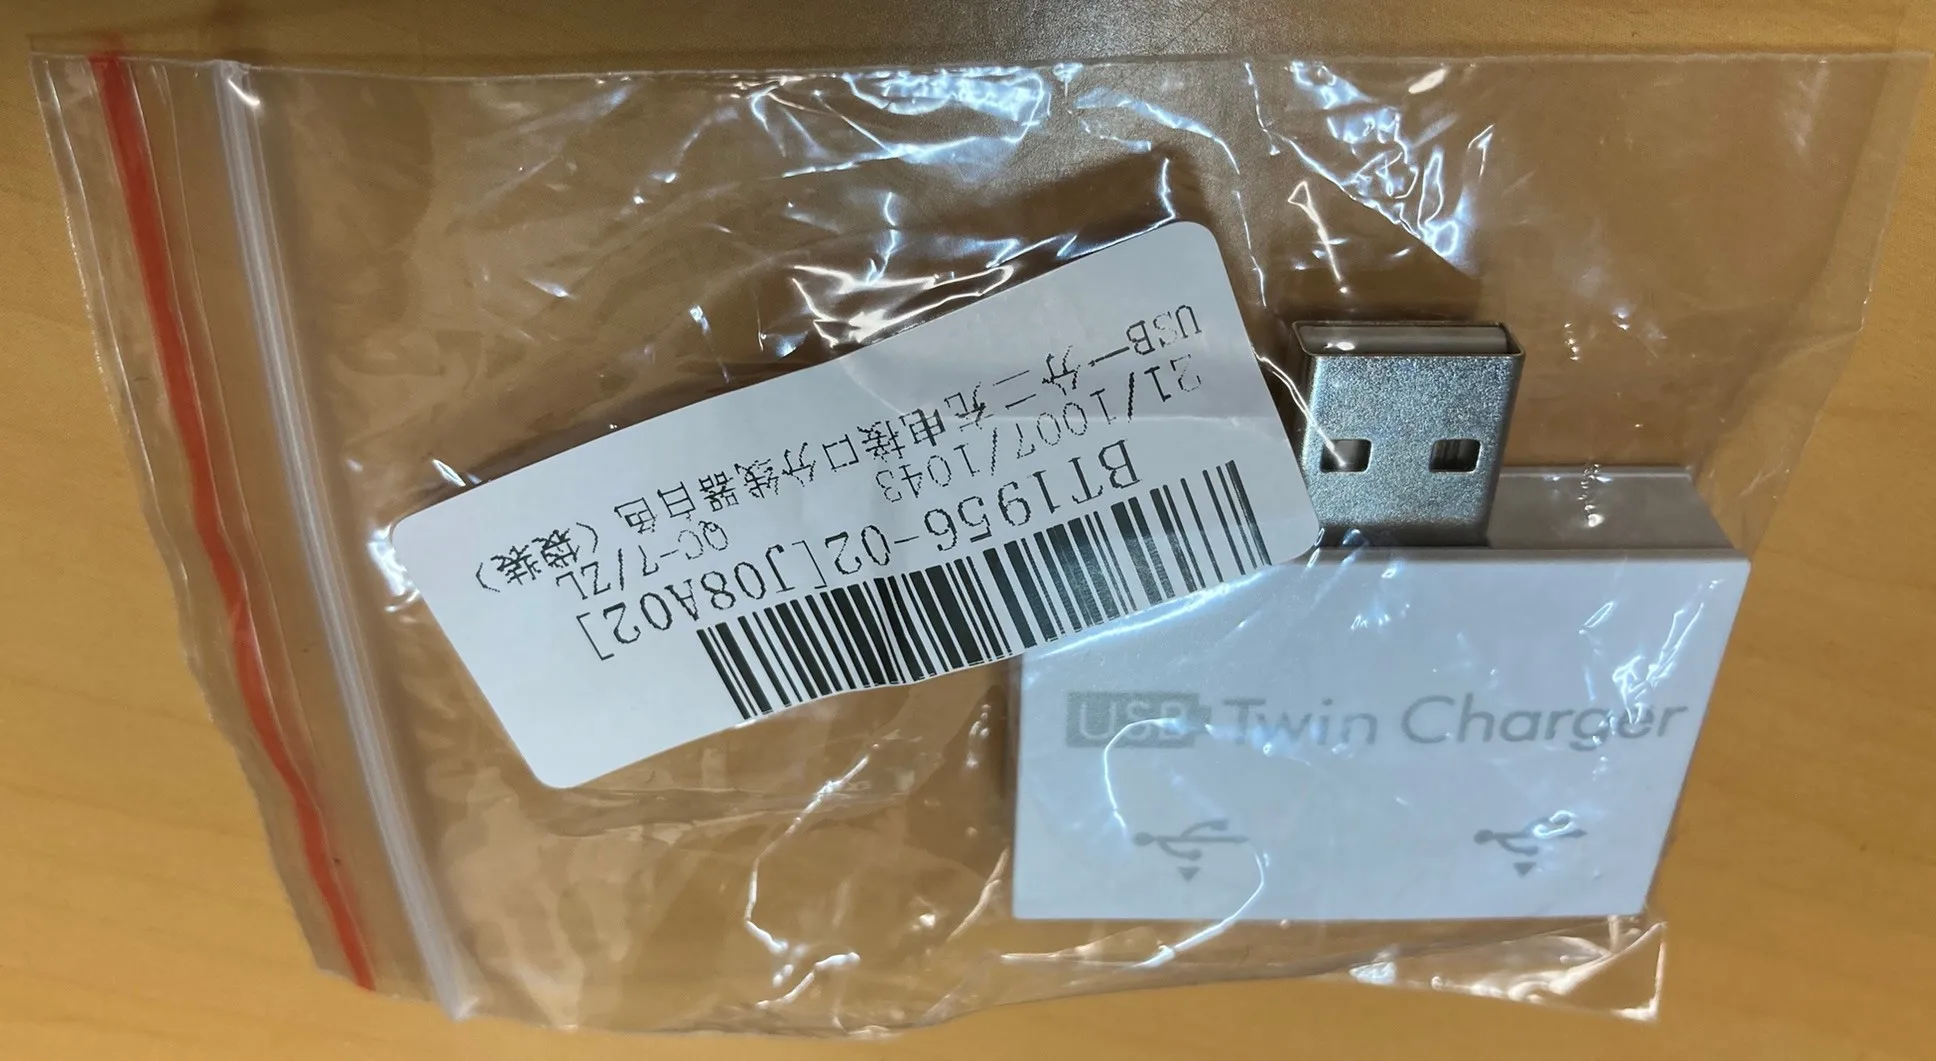 BT1956-02[J08A02]
21/1007/1043 QC-7/ZL
USB一分二充电接口分线器白色（袋装）
USB Twin Charger